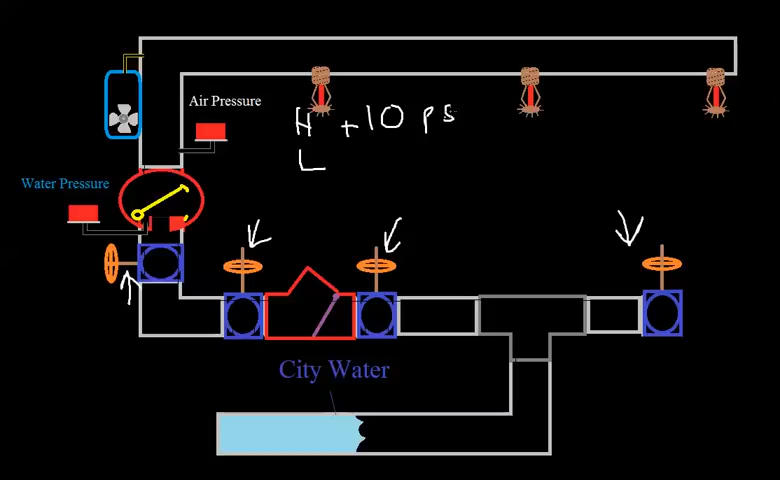 Air Pressure
H +10 ps
L
Water Pressure
City Water